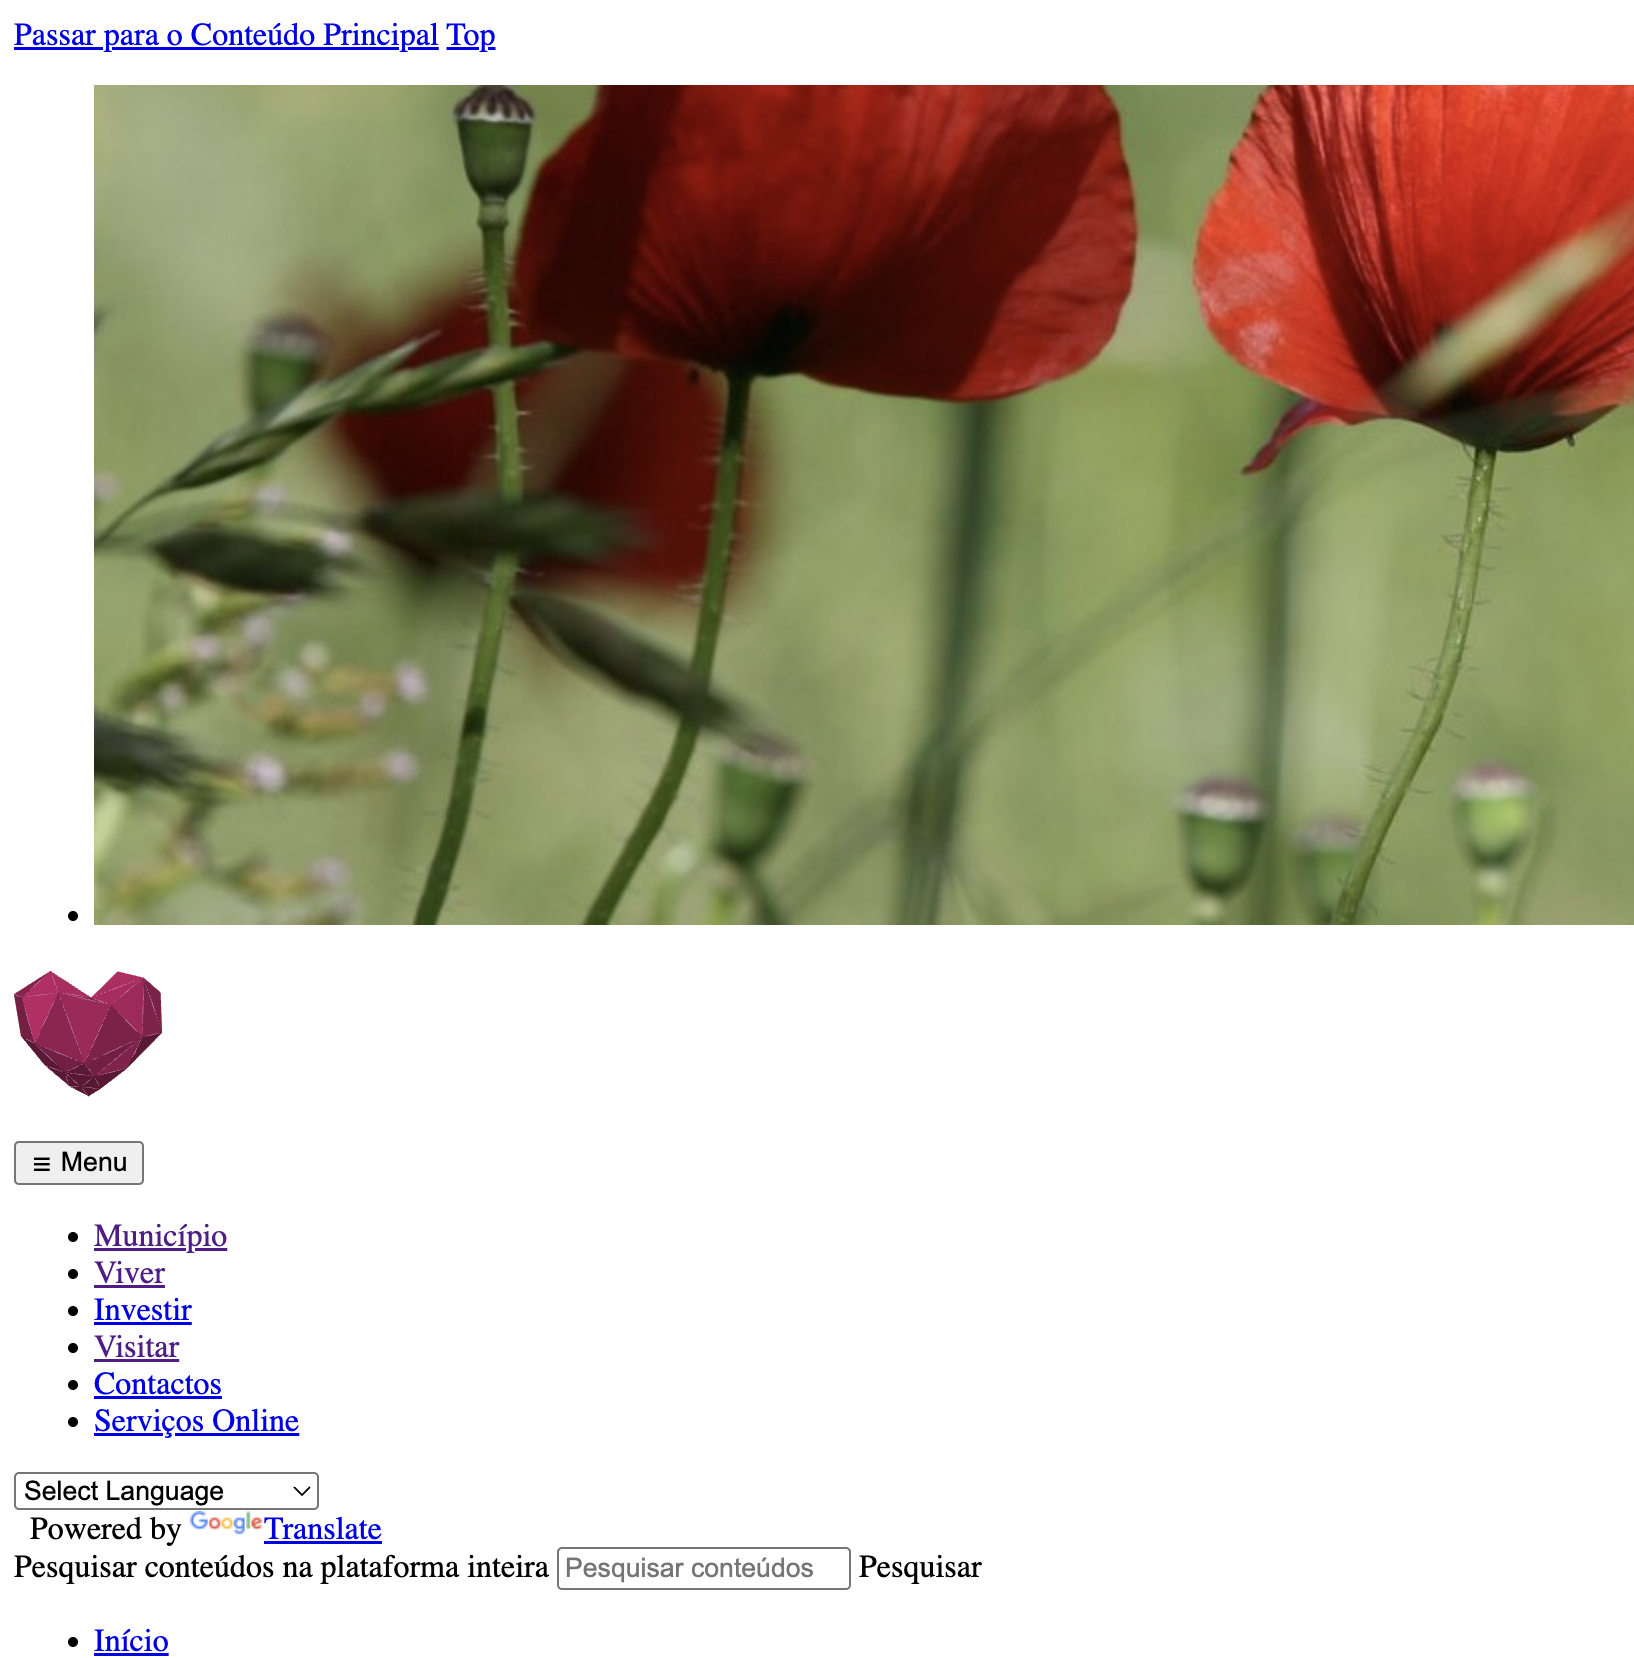 Passar para o Conteúdo Principal Top
≡ Menu
Município
Viver
Investir
Visitar
Contactos
Serviços Online
Select Language
Powered by Google Translate
Pesquisar conteúdos na plataforma inteira Pesquisar conteúdos Pesquisar
Início